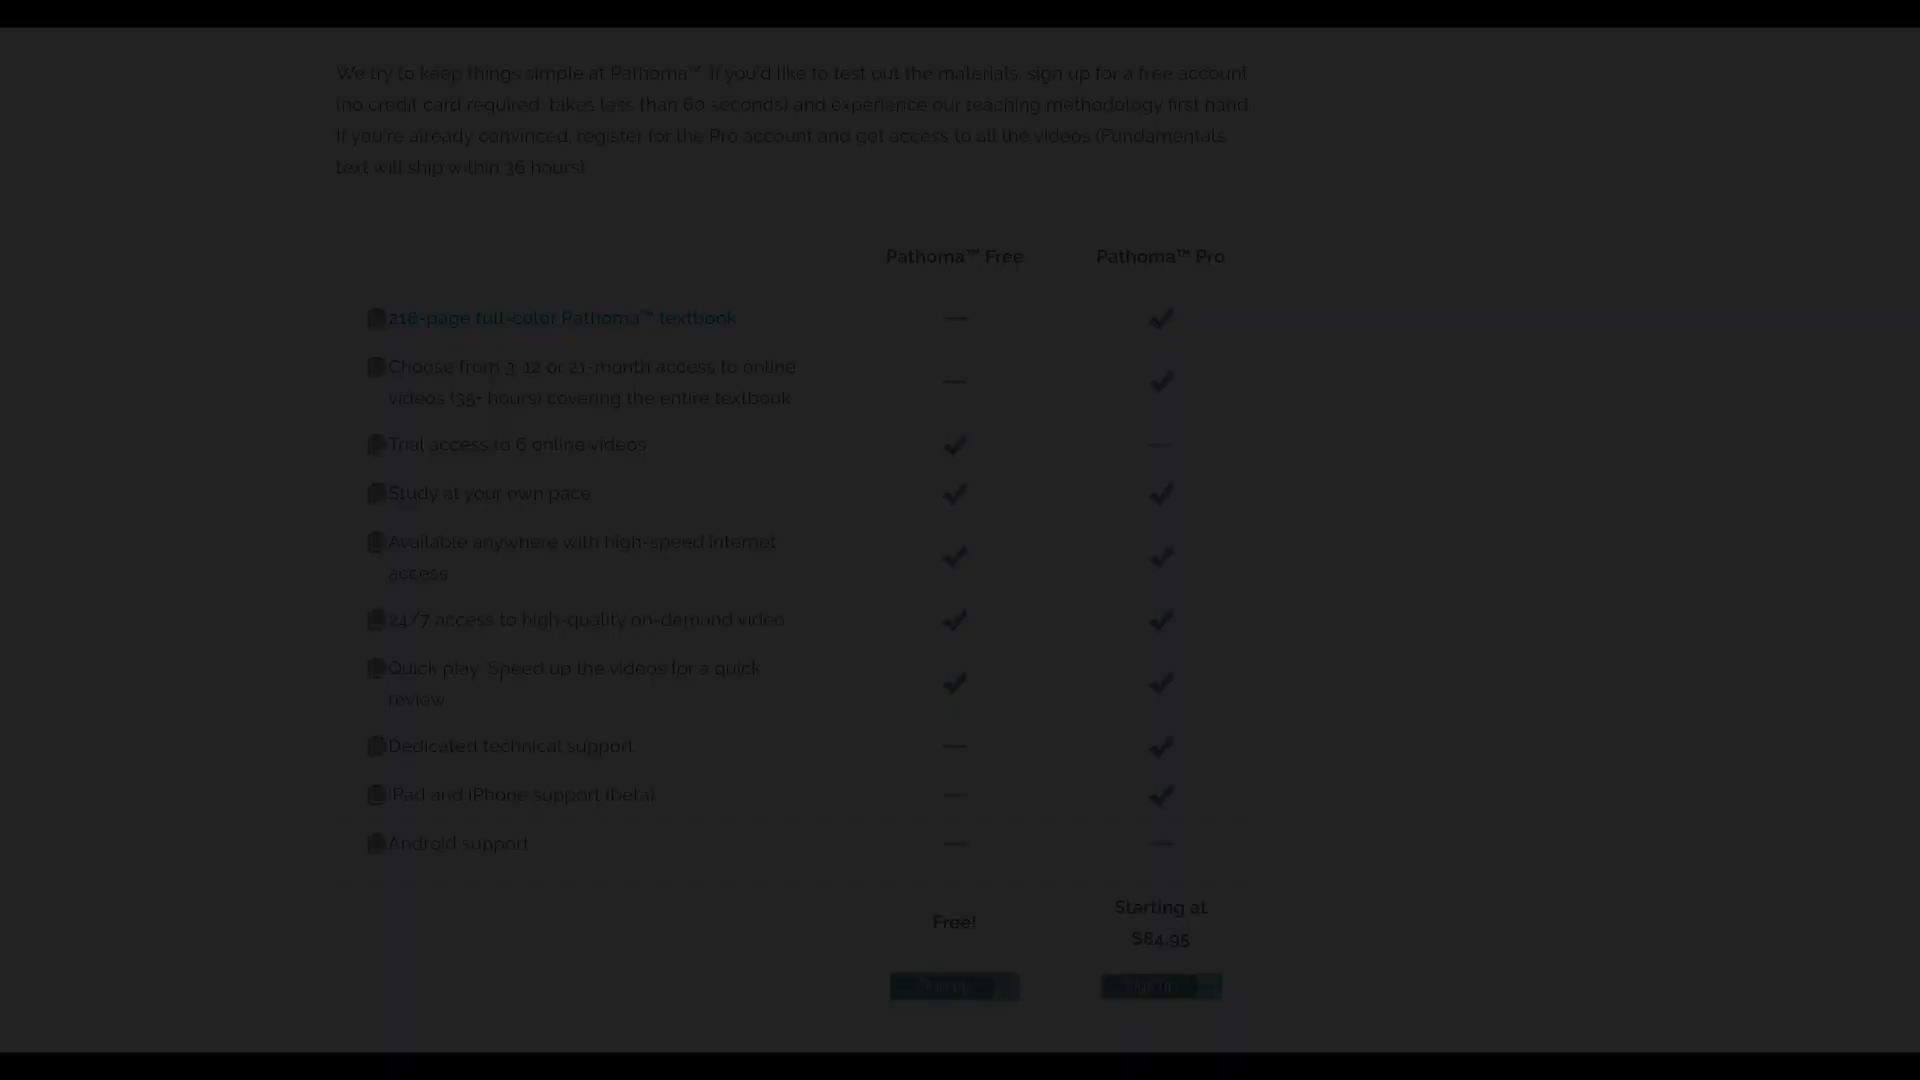 We try to keep things simple at Pathoma™. If you'd like to test out the materials, sign up for a free account
(no credit card required, takes less than 60 seconds) and experience our teaching methodology first hand.
If you're already convinced, register for the Pro account and get access to all the videos (Fundamentals
text will ship within 36 hours).
Pathoma™ Free Pathoma™ Pro
218-page full-color Pathoma™ textbook
Choose from 3, 12 or 21-month access to online
videos (35+ hours) covering the entire textbook
Trial access to 6 online videos
Study at your own pace
Available anywhere with high-speed internet
access
24/7 access to high-quality on-demand video
Quick play: Speed up the videos for a quick
review
Dedicated technical support
iPad and iPhone support (beta)
Android support
Free!
Starting at
$84.95
Sign up Sign up